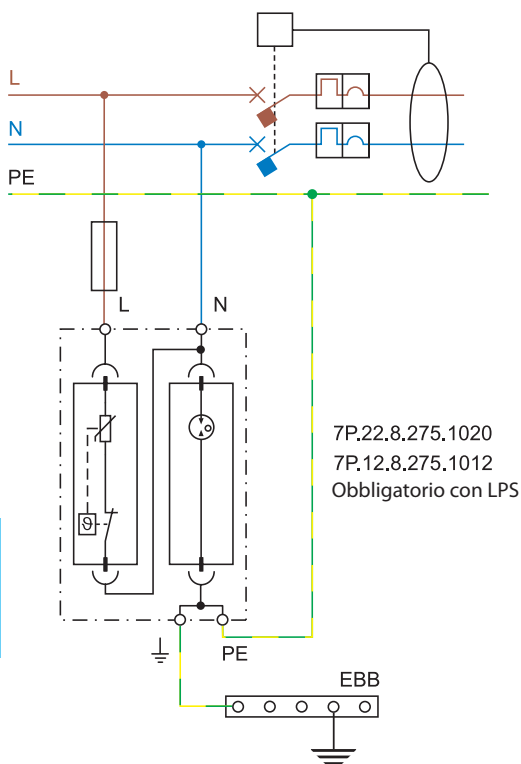 L
N
PE
L
N
ϑ
7P.22.8.275.1020
7P.12.8.275.1012
Obbligatorio con LPS
PE
EBB